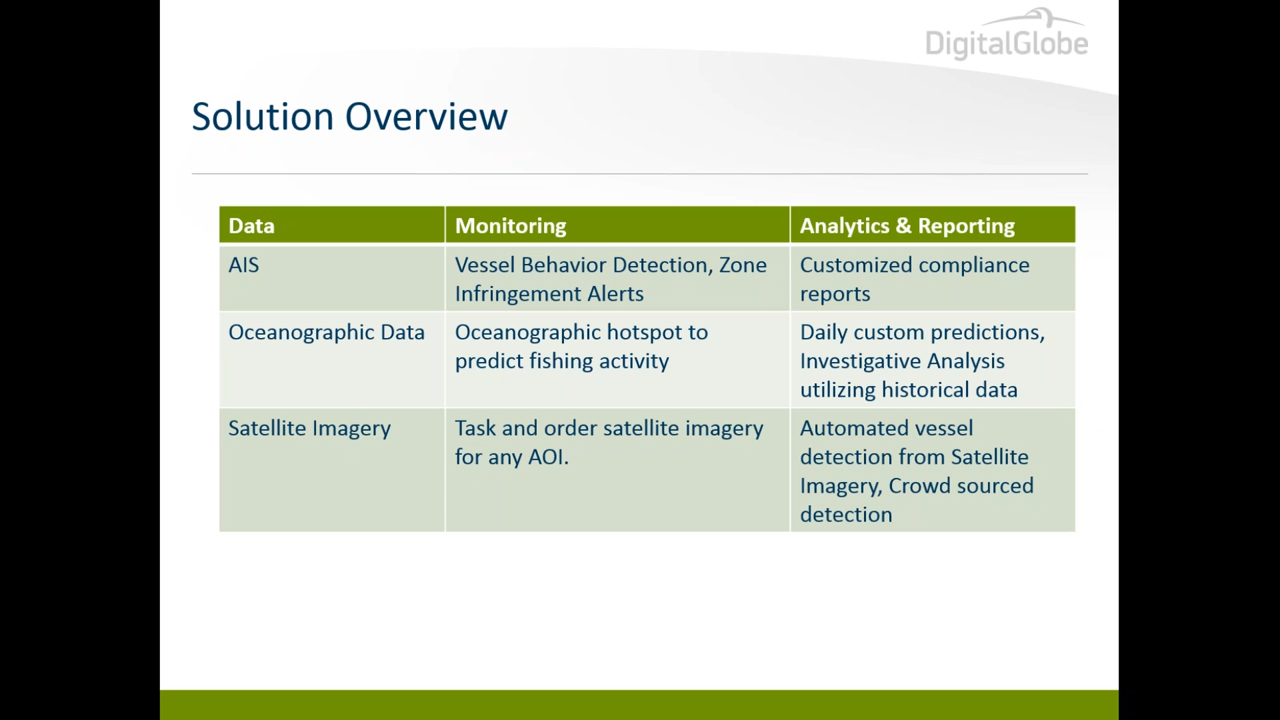 DigitalGlobe
Solution Overview
Data
Monitoring
Analytics & Reporting
AIS
Vessel Behavior Detection, Zone
Infringement Alerts
Customized compliance
reports
Oceanographic Data
Oceanographic hotspot to
predict fishing activity
Daily custom predictions,
Investigative Analysis
utilizing historical data
Satellite Imagery
Task and order satellite imagery
for any AOI.
Automated vessel
detection from Satellite
Imagery, Crowd sourced
detection